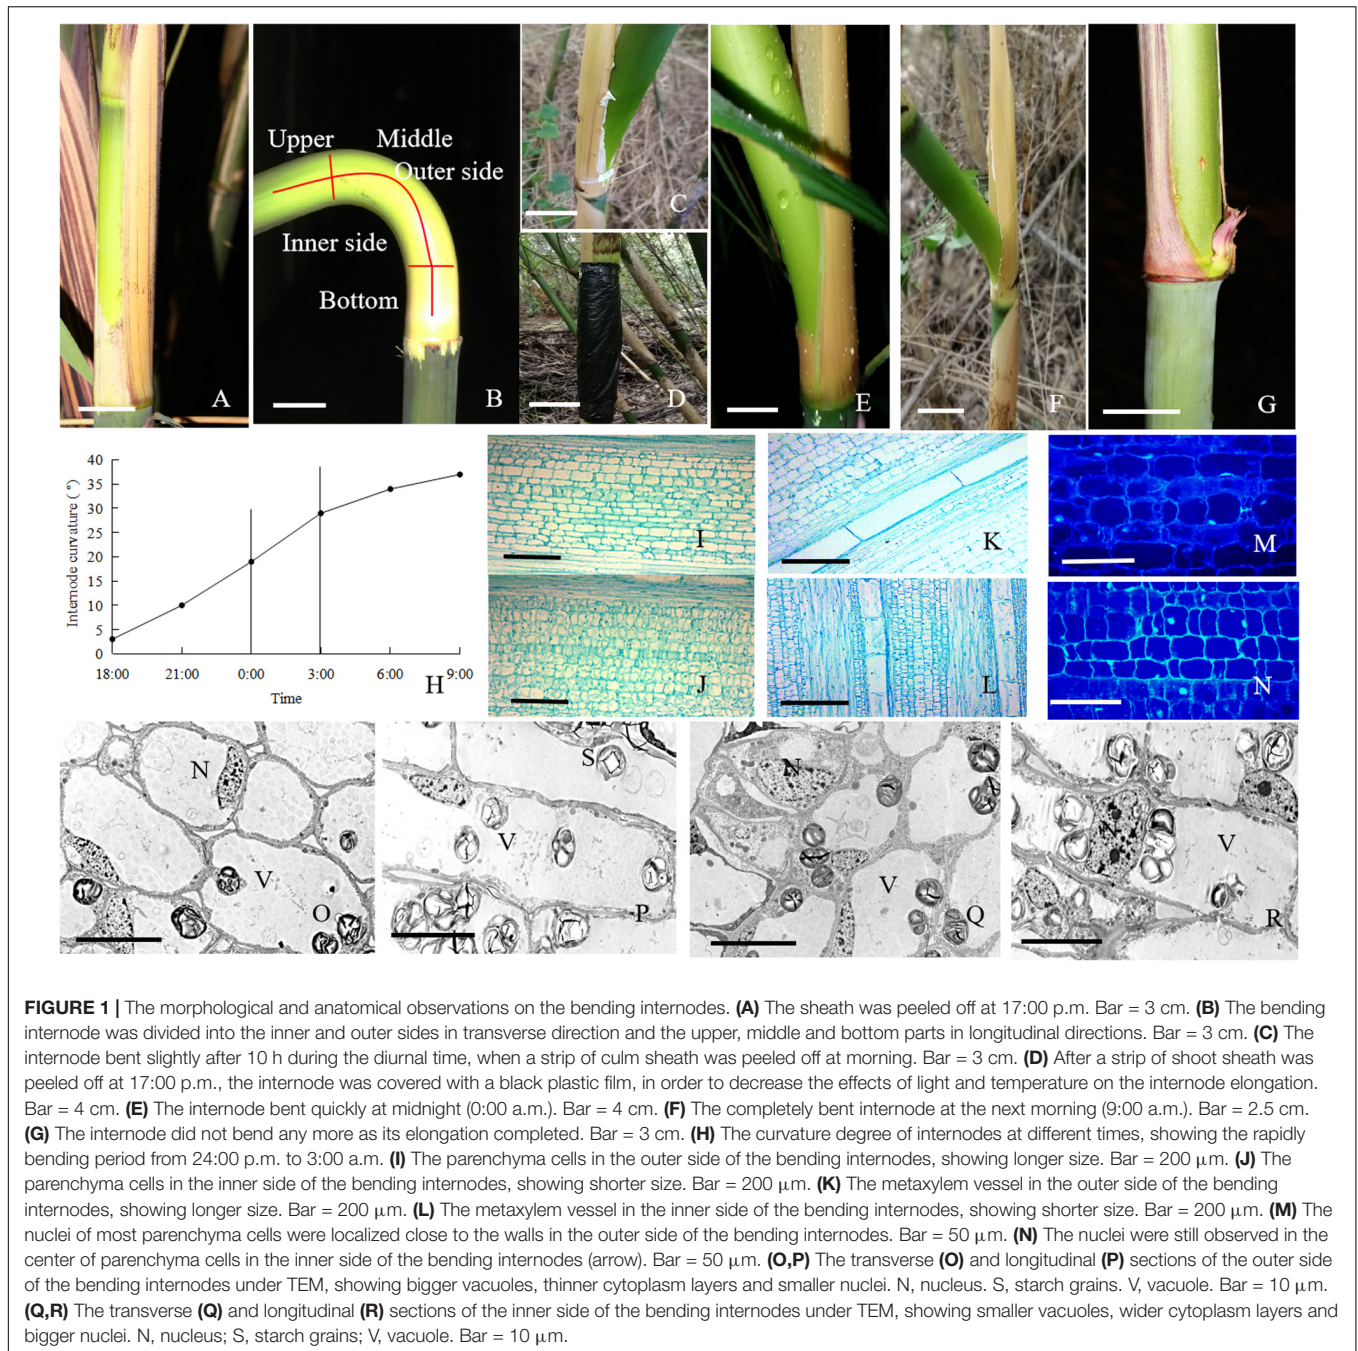 A
Upper
Middle
Outer side
Inner side
Bottom
B
C
D
E
F
G
40
35
30
25
20
15
10
5
0
Internode curvature (°)
18:00 21:00 0:00 3:00 6:00 9:00
Time
H
I
J
K
L
M
N
N
V
O
S
V
P
N
V
Q
N
V
R
FIGURE 1 | The morphological and anatomical observations on the bending internodes. (A) The sheath was peeled off at 17:00 p.m. Bar = 3 cm. (B) The bending
internode was divided into the inner and outer sides in transverse direction and the upper, middle and bottom parts in longitudinal directions. Bar = 3 cm. (C) The
internode bent slightly after 10 h during the diurnal time, when a strip of culm sheath was peeled off at morning. Bar = 3 cm. (D) After a strip of shoot sheath was
peeled off at 17:00 p.m., the internode was covered with a black plastic film, in order to decrease the effects of light and temperature on the internode elongation.
Bar = 4 cm. (E) The internode bent quickly at midnight (0:00 a.m.). Bar = 4 cm. (F) The completely bent internode at the next morning (9:00 a.m.). Bar = 2.5 cm.
(G) The internode did not bend any more as its elongation completed. Bar = 3 cm. (H) The curvature degree of internodes at different times, showing the rapidly
bending period from 24:00 p.m. to 3:00 a.m. (I) The parenchyma cells in the outer side of the bending internodes, showing longer size. Bar = 200 μm. (J) The
parenchyma cells in the inner side of the bending internodes, showing shorter size. Bar = 200 μm. (K) The metaxylem vessel in the outer side of the bending
internodes, showing longer size. Bar = 200 μm. (L) The metaxylem vessel in the inner side of the bending internodes, showing shorter size. Bar = 200 μm. (M) The
nuclei of most parenchyma cells were localized close to the walls in the outer side of the bending internodes. Bar = 50 μm. (N) The nuclei were still observed in the
center of parenchyma cells in the inner side of the bending internodes (arrow). Bar = 50 μm. (O,P) The transverse (O) and longitudinal (P) sections of the outer side
of the bending internodes under TEM, showing bigger vacuoles, thinner cytoplasm layers and smaller nuclei. N, nucleus. S, starch grains. V, vacuole. Bar = 10 μm.
(Q,R) The transverse (Q) and longitudinal (R) sections of the inner side of the bending internodes under TEM, showing smaller vacuoles, wider cytoplasm layers and
bigger nuclei. N, nucleus; S, starch grains; V, vacuole. Bar = 10 μm.